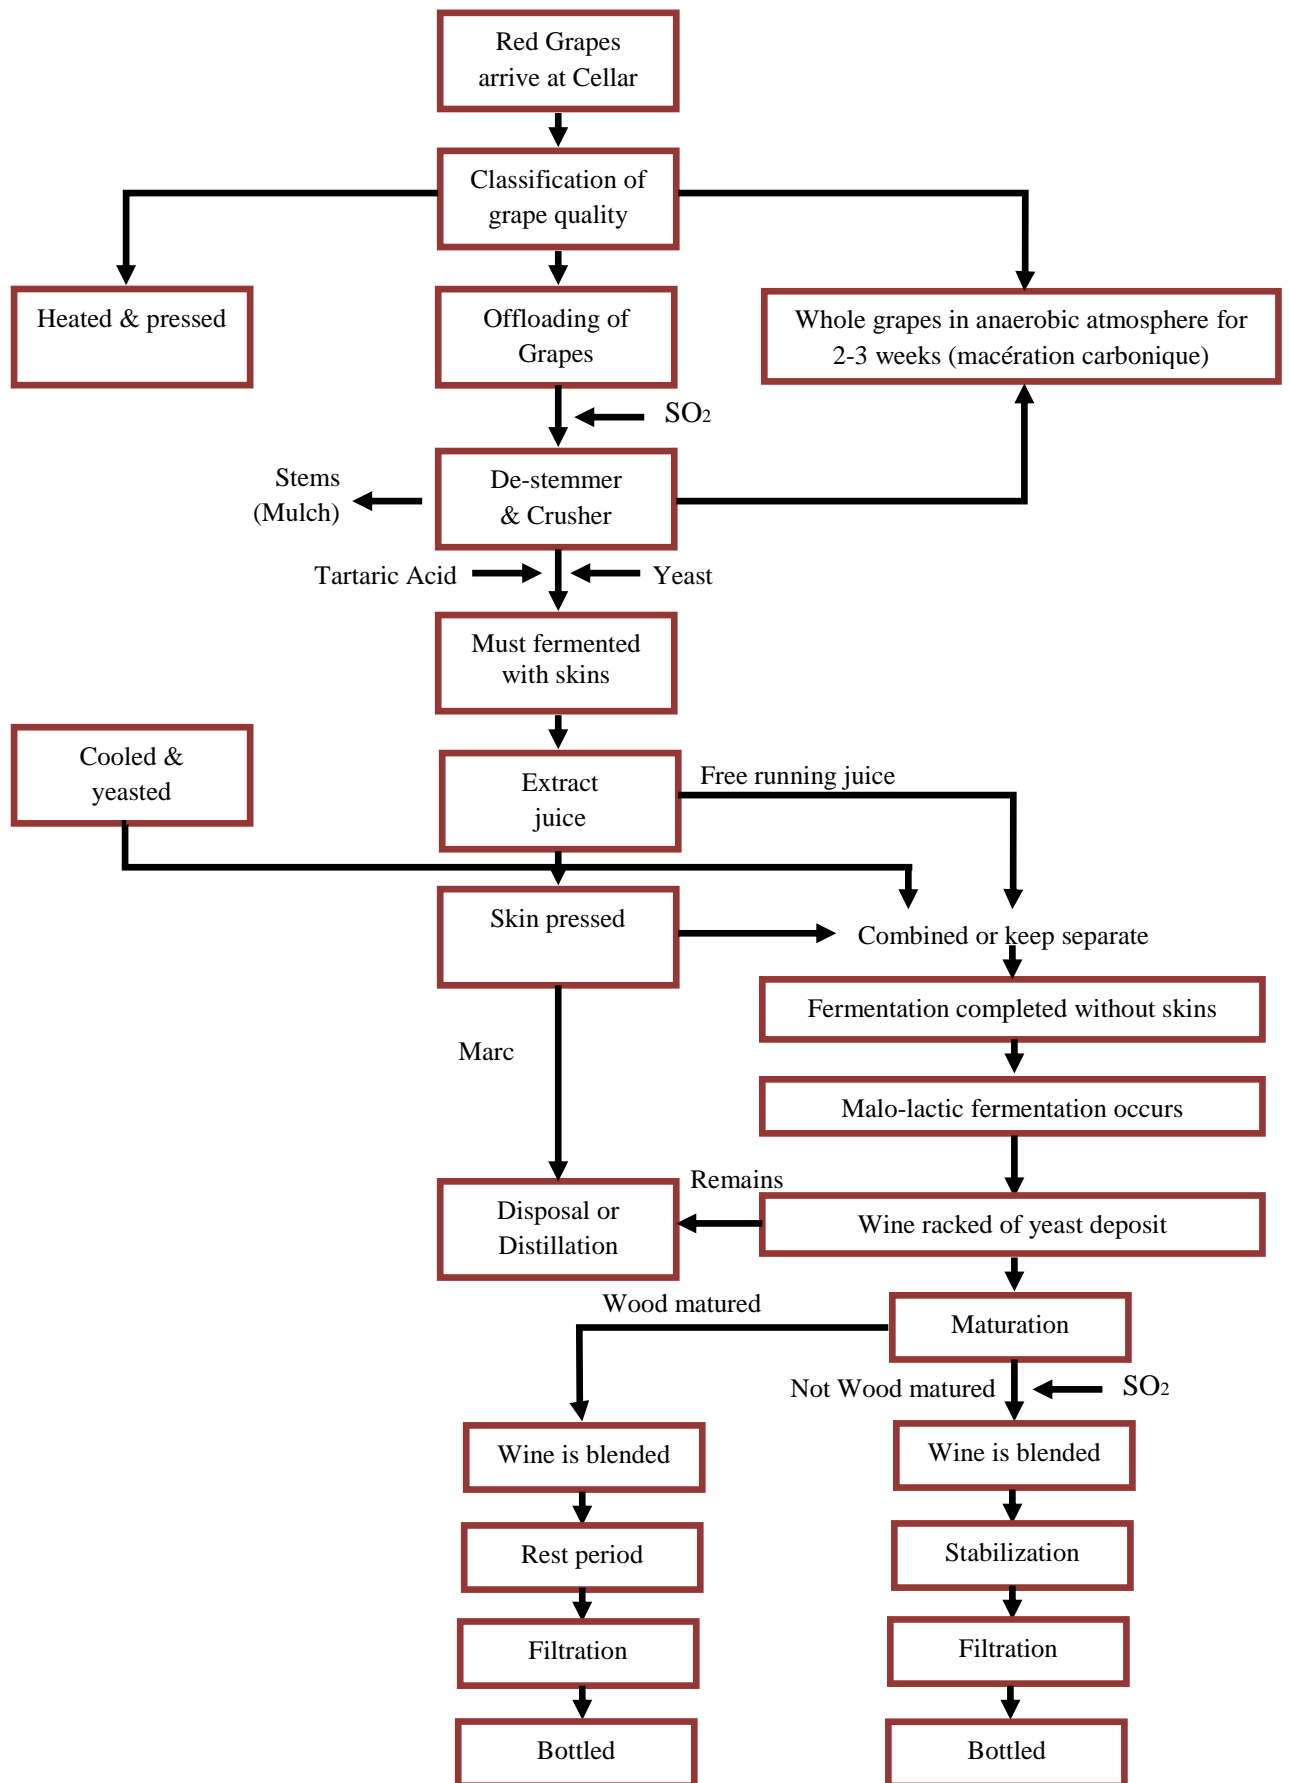 Red Grapes
arrive at Cellar
Classification of
grape quality
Heated & pressed
Offloading of
Grapes
Whole grapes in anaerobic atmosphere for
2-3 weeks (macération carbonique)
SO2
Stems
(Mulch)
De-stemmer
& Crusher
Tartaric Acid
Yeast
Must fermented
with skins
Cooled &
yeasted
Extract
juice
Free running juice
Skin pressed
Combined or keep separate
Fermentation completed without skins
Marc
Malo-lactic fermentation occurs
Remains
Disposal or
Distillation
Wine racked of yeast deposit
Wood matured
Maturation
Not Wood matured
SO2
Wine is blended
Wine is blended
Rest period
Stabilization
Filtration
Filtration
Bottled
Bottled